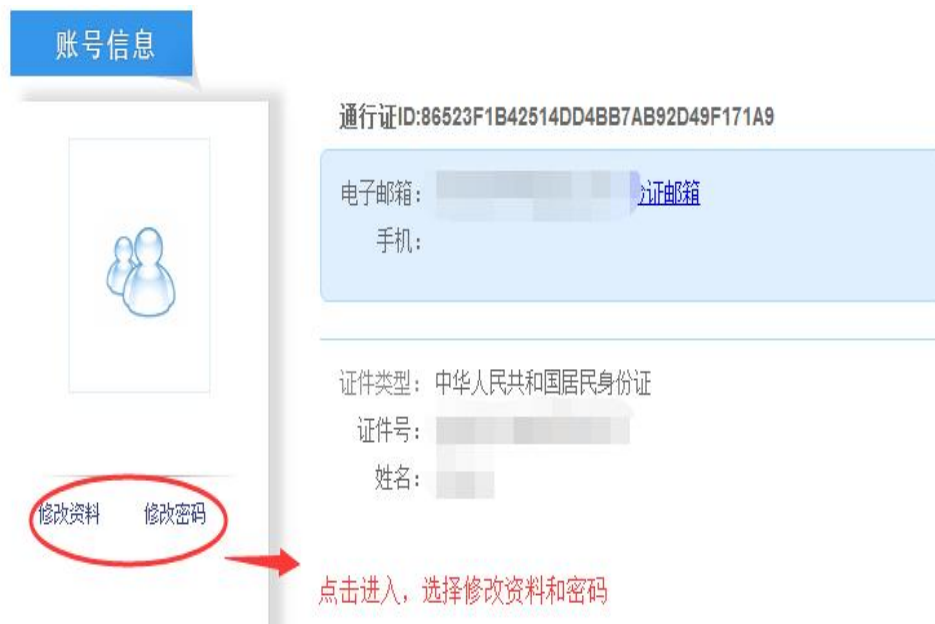 账号信息
通行证ID:86523F1B42514DD4BB7AB92D49F171A9
电子邮箱： 证邮箱
手机：
证件类型： 中华人民共和国居民身份证
证件号：
姓名：
修改资料 修改密码
点击进入，选择修改资料和密码